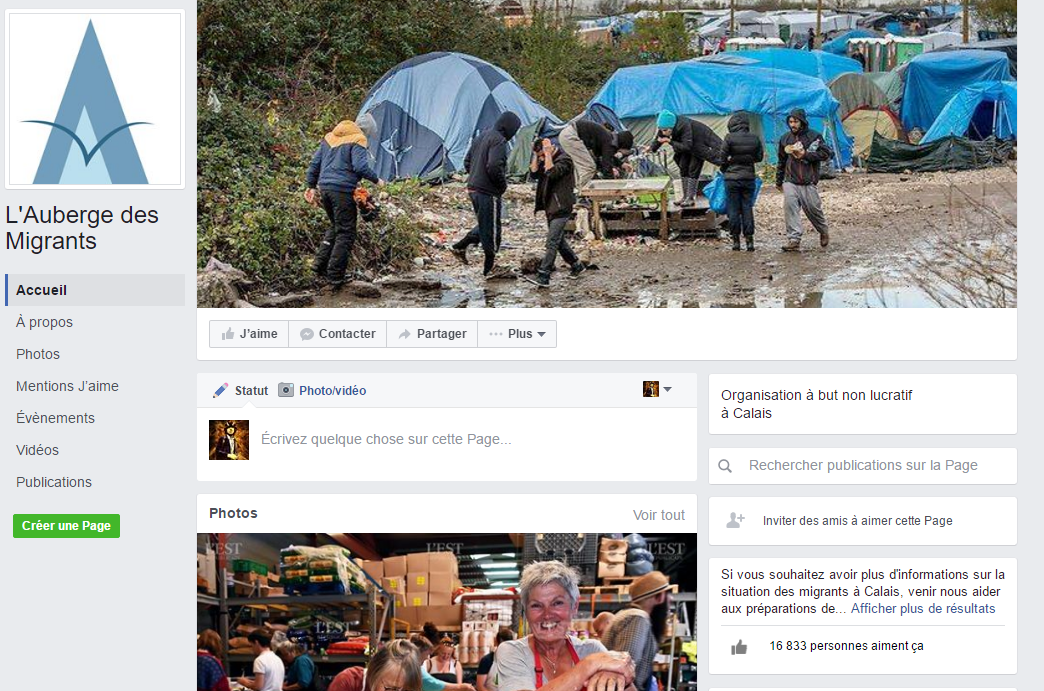 L'Auberge des
Migrants
Accueil
À propos
Photos
Mentions J’aime
Évènements
Vidéos
Publications
Créer une Page
J’aime
Contacter
Partager
Plus
Statut
Photo/vidéo
Écrivez quelque chose sur cette Page...
Photos
Voir tout
L'EST
L'EST
L'EST
L'EST
Organisation à but non lucratif
à Calais
Rechercher publications sur la Page
Inviter des amis à aimer cette Page
Si vous souhaitez avoir plus d'informations sur la
situation des migrants à Calais, venir nous aider
aux préparations de... Afficher plus de résultats
16 833 personnes aiment ça